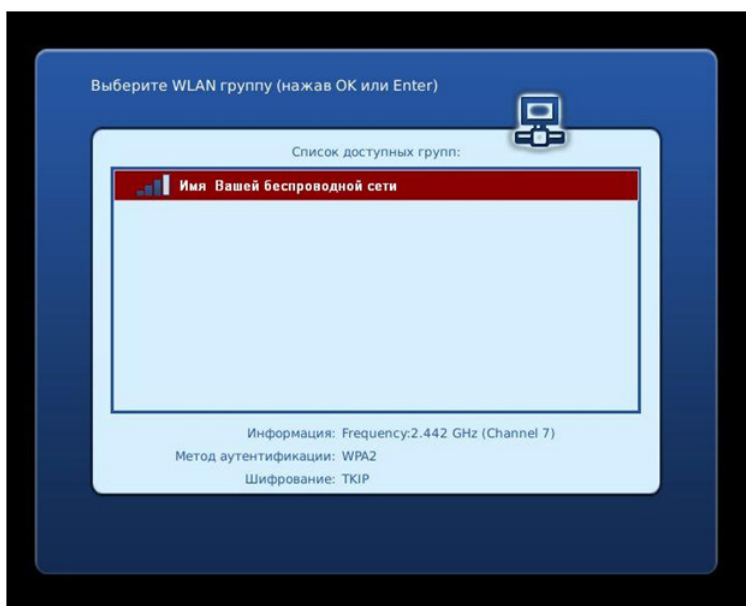 Выберите WLAN группу (нажав OK или Enter)
Список доступных групп:
Имя Вашей беспроводной сети
Информация: Frequency:2.442 GHz (Channel 7)
Метод аутентификации: WPA2
Шифрование: TKIP